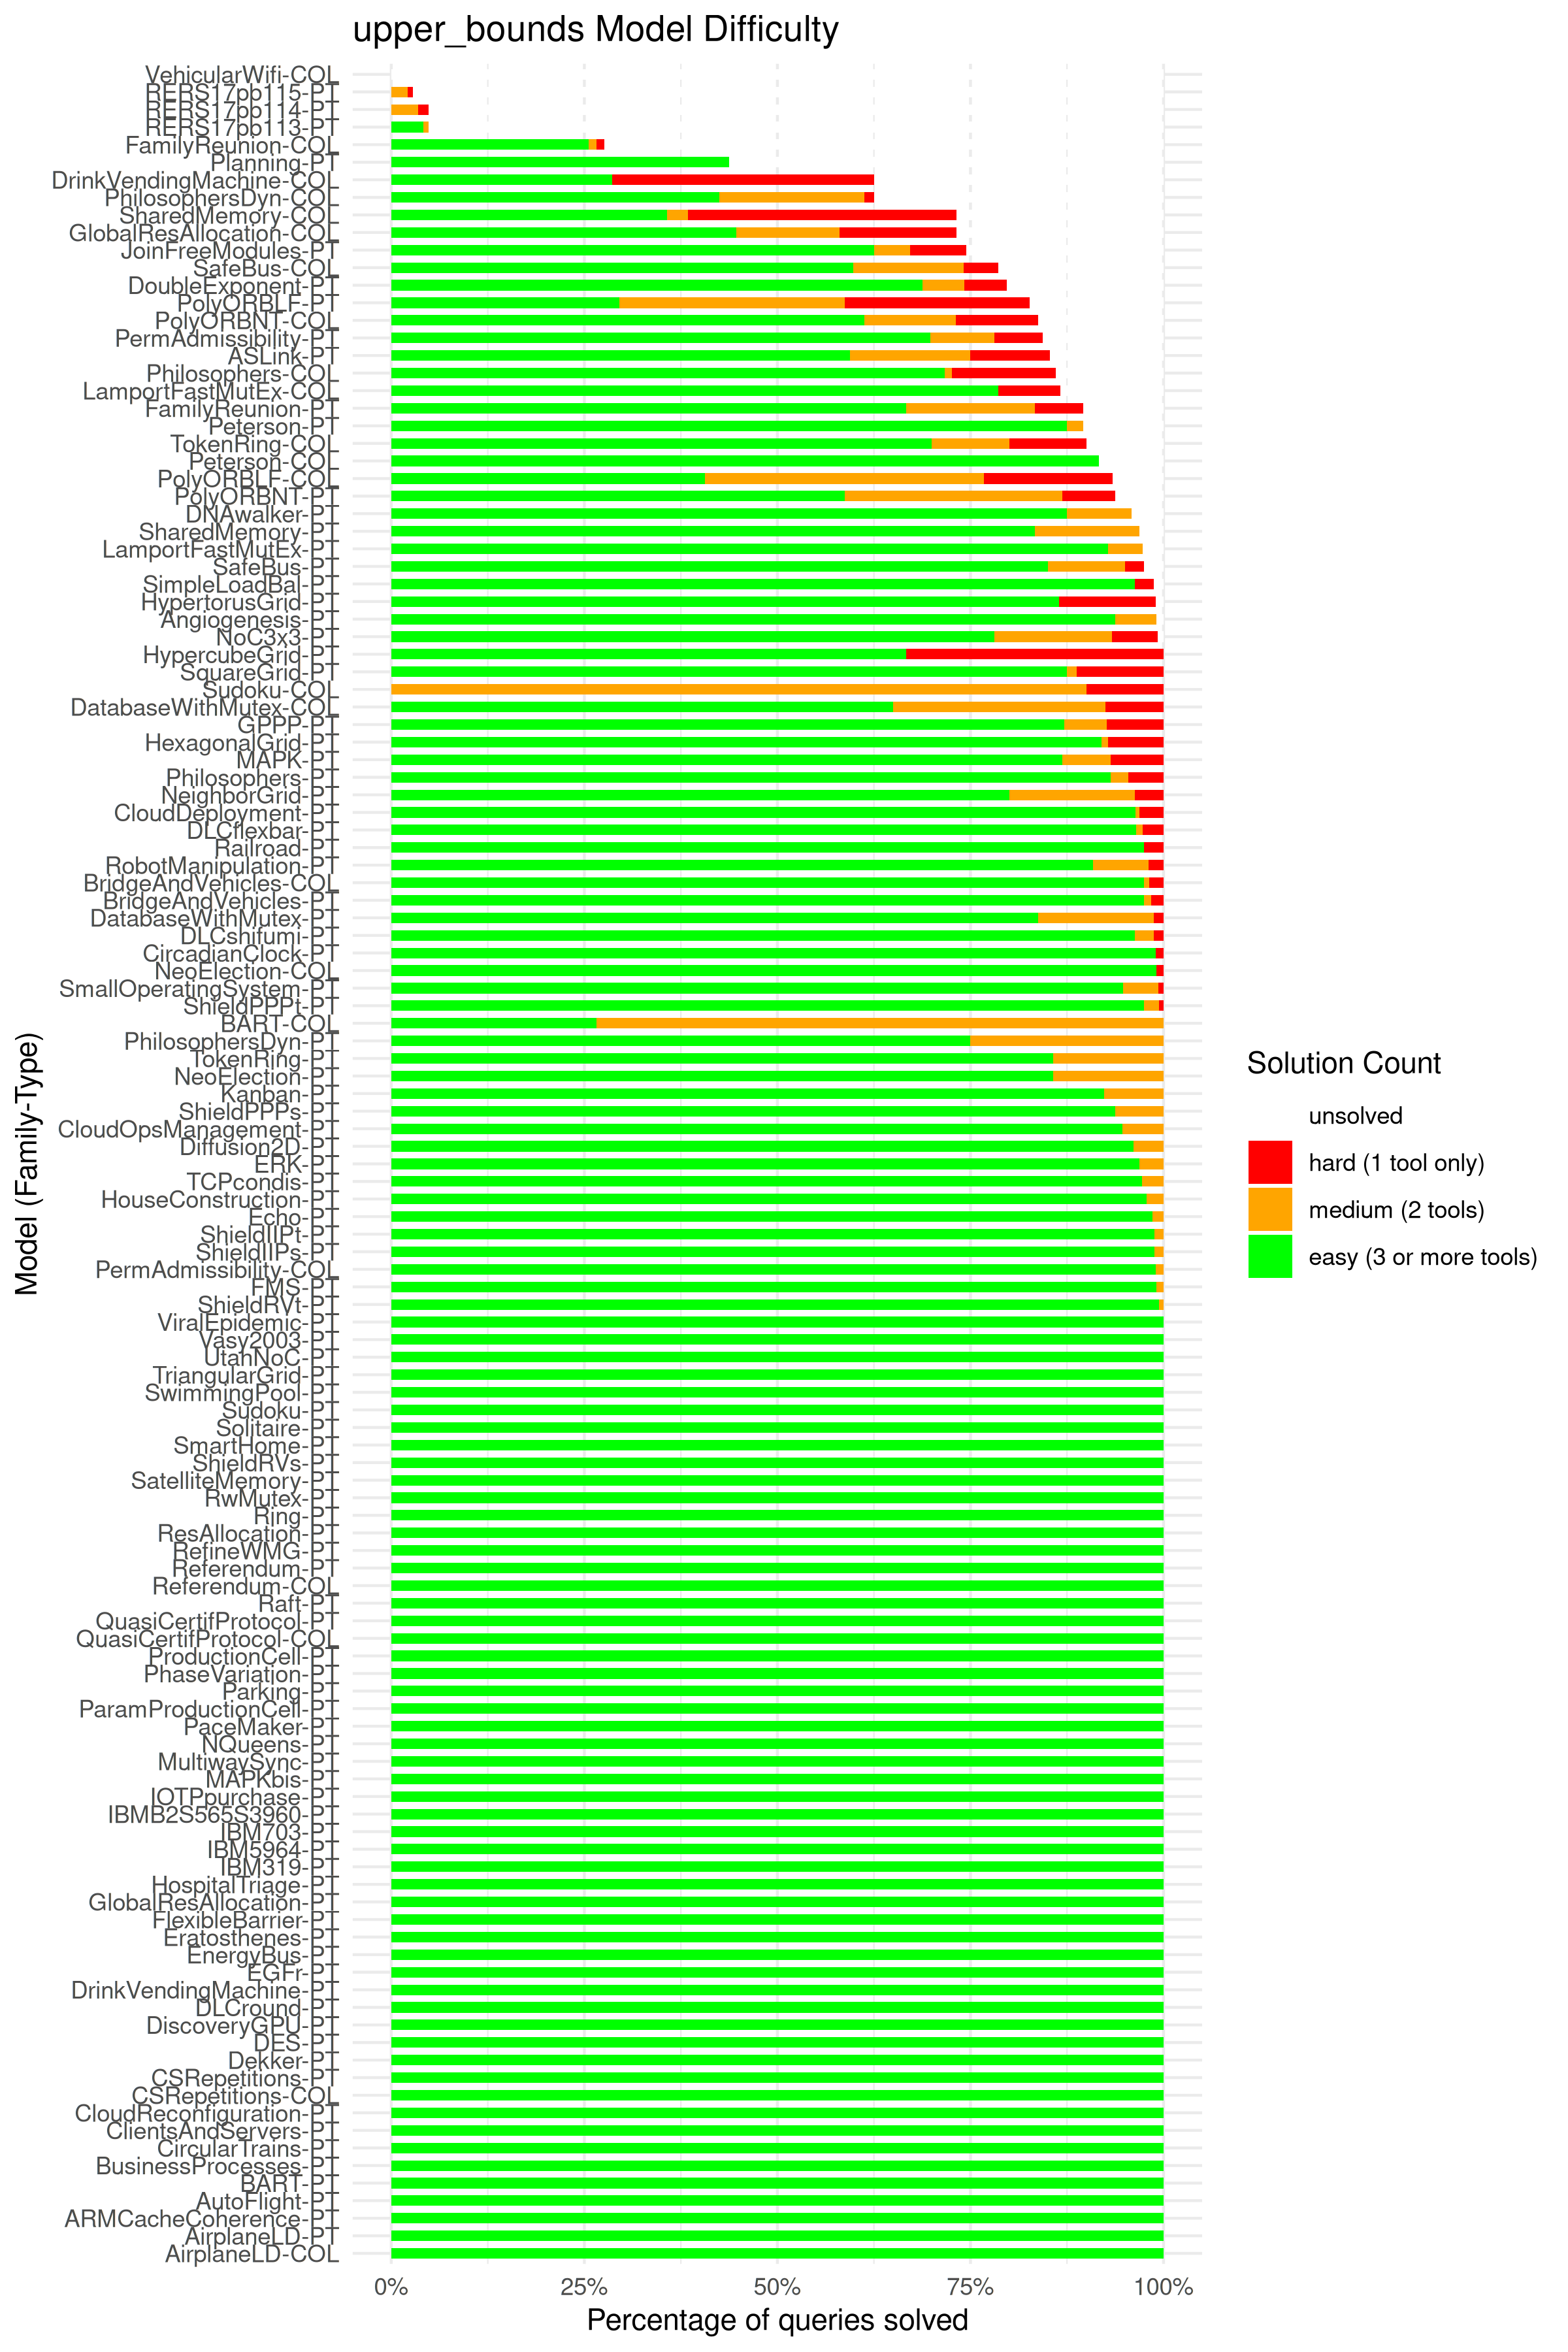 upper_bounds Model Difficulty
VehicularWifi-COL
RERS17pb115-PT
RERS17pb114-PT
RERS17pb113-PT
FamilyReunion-COL
Planning-PT
DrinkVendingMachine-COL
PhilosophersDyn-COL
SharedMemory-COL
GlobalResAllocation-COL
JoinFreeModules-PT
SafeBus-COL
DoubleExponent-PT
PolyORBLF-PT
PolyORBNT-COL
PermAdmissibility-PT
ASLink-PT
Philosophers-COL
LamportFastMutEx-COL
FamilyReunion-PT
Peterson-PT
TokenRing-COL
Peterson-COL
PolyORBLF-COL
PolyORBNT-PT
DNAwalker-PT
SharedMemory-PT
LamportFastMutEx-PT
SafeBus-PT
SimpleLoadBal-PT
HypertorusGrid-PT
Angiogenesis-PT
NoC3x3-PT
HypercubeGrid-PT
SquareGrid-PT
Sudoku-COL
DatabaseWithMutex-COL
GPPP-PT
HexagonalGrid-PT
MAPK-PT
Philosophers-PT
NeighborGrid-PT
CloudDeployment-PT
DLCflexbar-PT
Railroad-PT
RobotManipulation-PT
BridgeAndVehicles-COL
BridgeAndVehicles-PT
DatabaseWithMutex-PT
DLCshifumi-PT
CircadianClock-PT
NeoElection-COL
SmallOperatingSystem-PT
ShieldPPPt-PT
BART-COL
PhilosophersDyn-PT
TokenRing-PT
NeoElection-PT
Kanban-PT
ShieldPPPs-PT
CloudOpsManagement-PT
Diffusion2D-PT
ERK-PT
TCPcondis-PT
HouseConstruction-PT
Echo-PT
ShieldIIPt-PT
ShieldIIPs-PT
PermAdmissibility-COL
FMS-PT
ShieldRVt-PT
ViralEpidemic-PT
Vasy2003-PT
UtahNoC-PT
TriangularGrid-PT
SwimmingPool-PT
Sudoku-PT
Solitaire-PT
SmartHome-PT
ShieldRVs-PT
SatelliteMemory-PT
RwMutex-PT
Ring-PT
ResAllocation-PT
RefineWMG-PT
Referendum-PT
Referendum-COL
Raft-PT
QuasiCertifProtocol-PT
QuasiCertifProtocol-COL
ProductionCell-PT
PhaseVariation-PT
Parking-PT
ParamProductionCell-PT
PaceMaker-PT
NQueens-PT
MultiwaySync-PT
MAPKbis-PT
IOTPpurchase-PT
IBMB2S565S3960-PT
IBM703-PT
IBM5964-PT
IBM319-PT
HospitalTriage-PT
GlobalResAllocation-PT
FlexibleBarrier-PT
Eratosthenes-PT
EnergyBus-PT
EGFr-PT
DrinkVendingMachine-PT
DLCround-PT
DiscoveryGPU-PT
DES-PT
Dekker-PT
CSRepetitions-PT
CSRepetitions-COL
CloudReconfiguration-PT
ClientsAndServers-PT
CircularTrains-PT
BusinessProcesses-PT
BART-PT
AutoFlight-PT
ARMCacheCoherence-PT
AirplaneLD-PT
AirplaneLD-COL
0% 25% 50% 75% 100%
Percentage of queries solved
Model (Family-Type)
Solution Count
unsolved
hard (1 tool only)
medium (2 tools)
easy (3 or more tools)